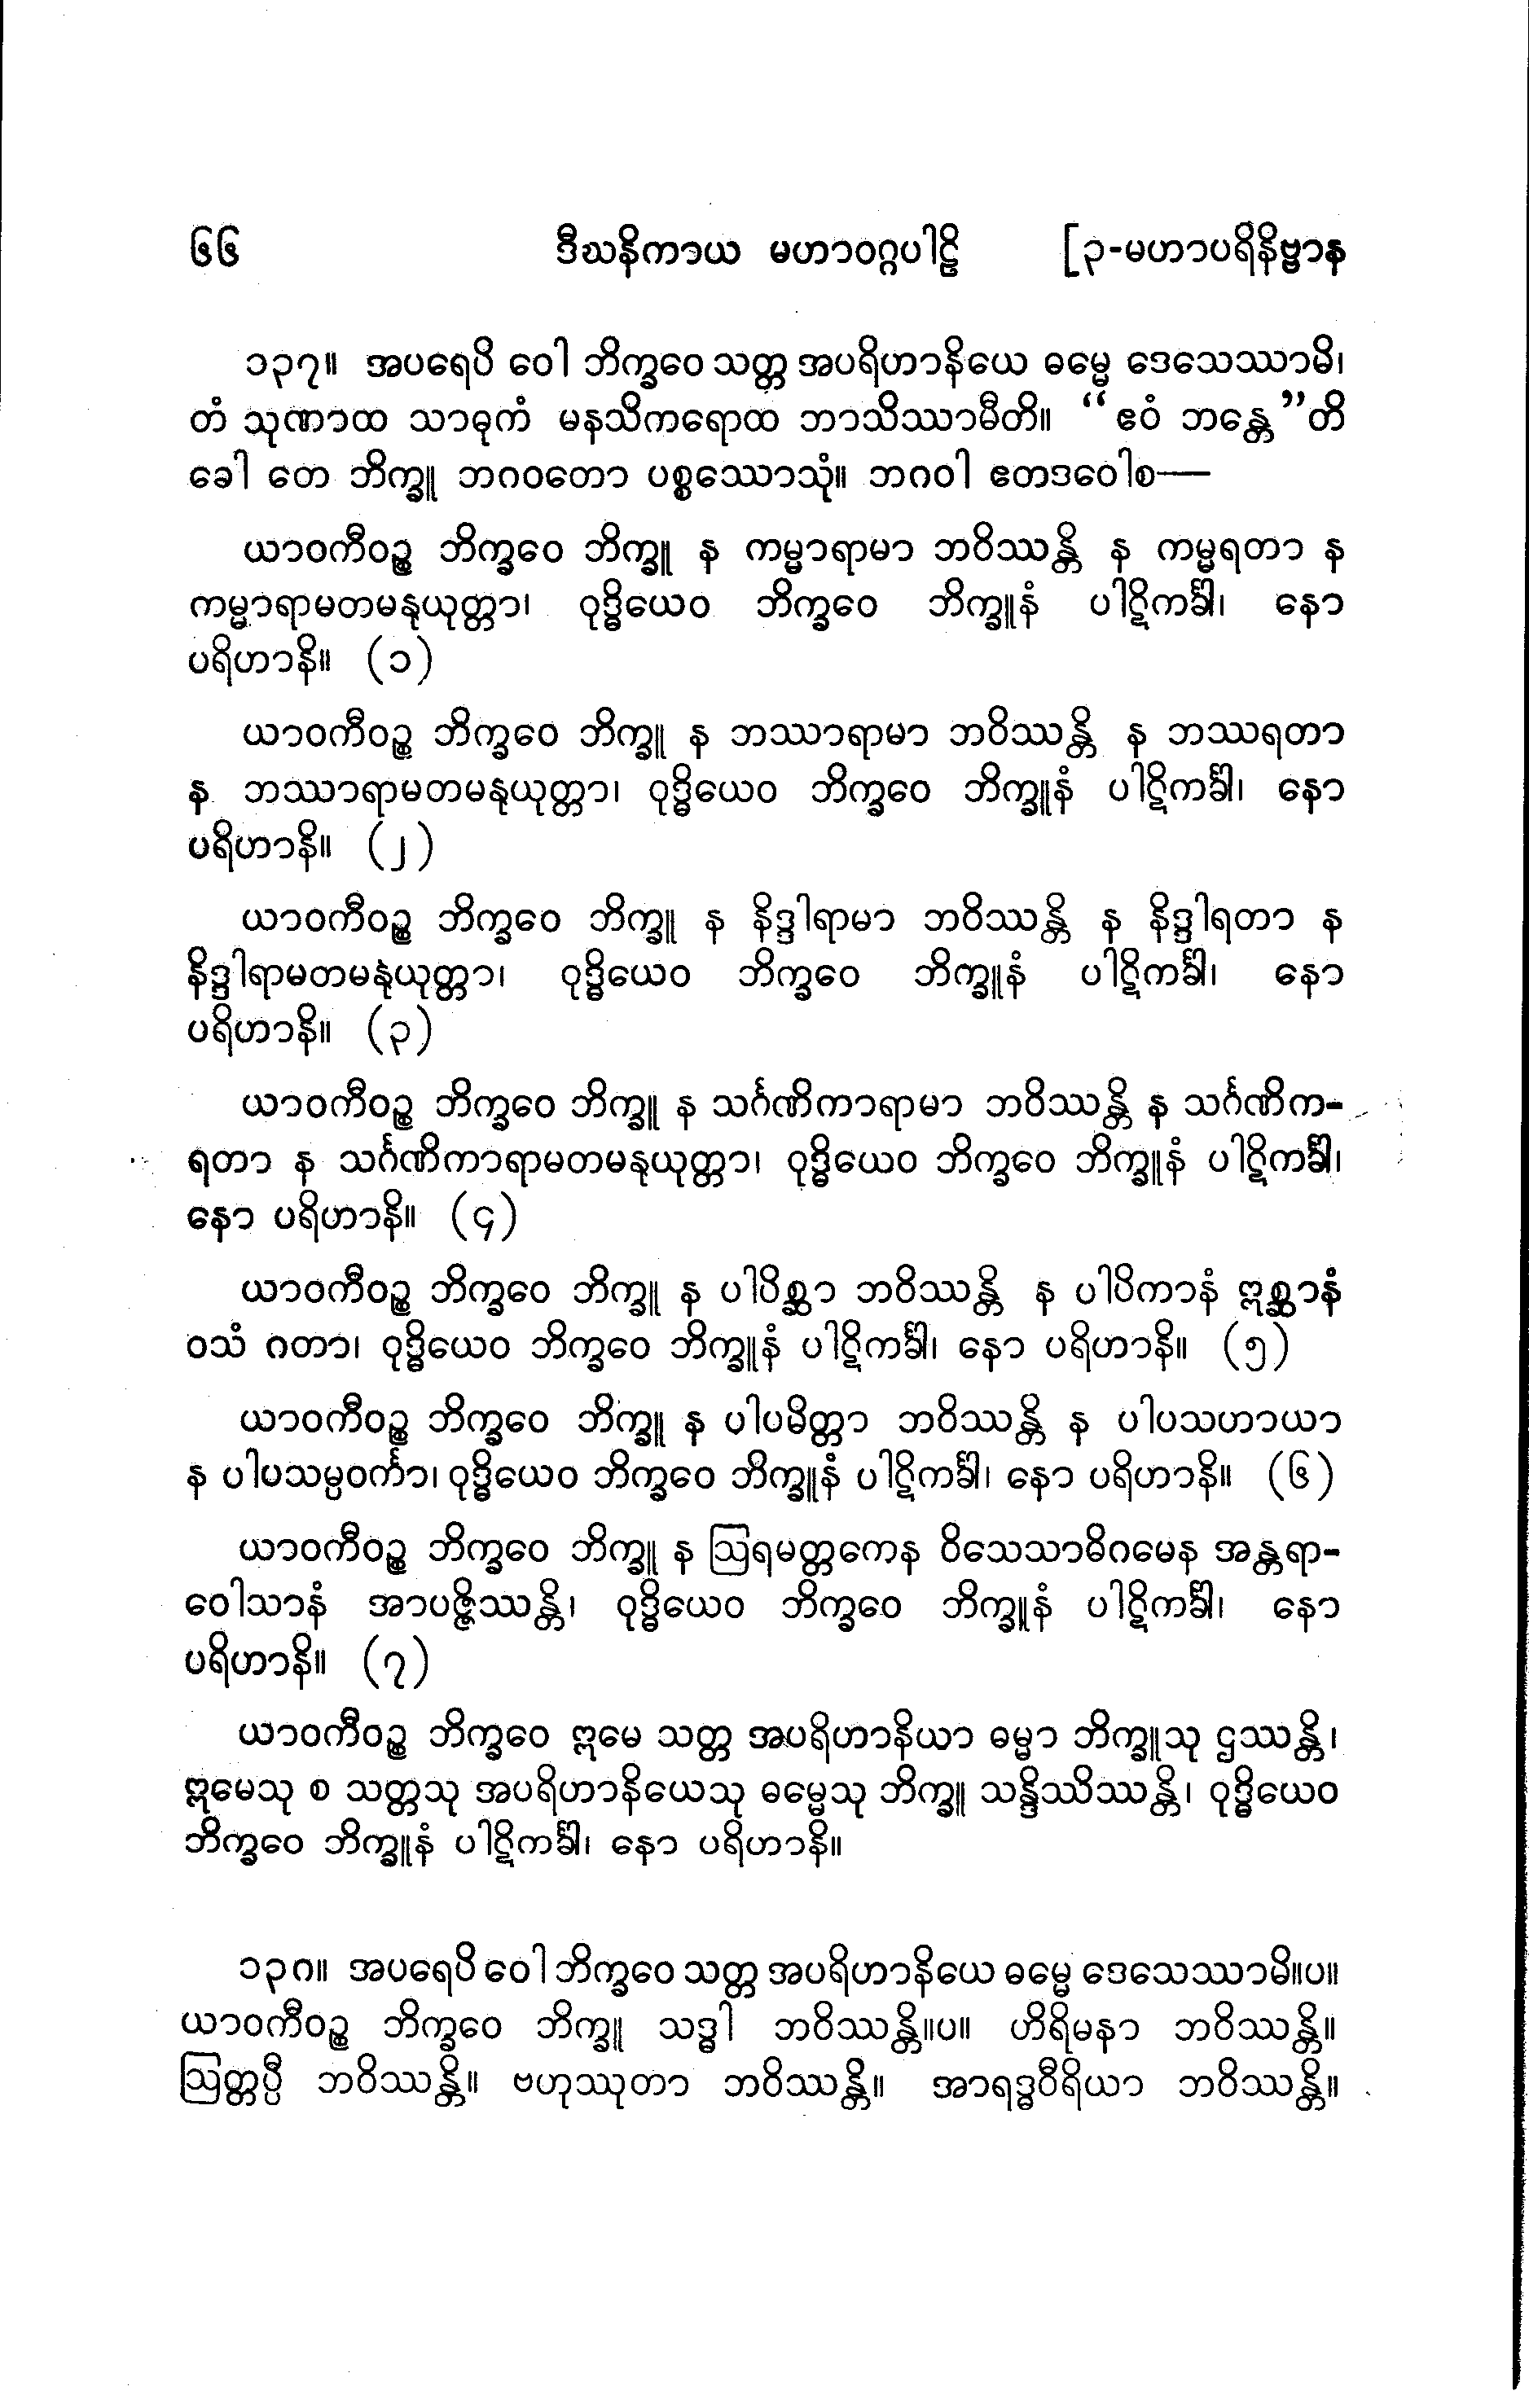 ၆၆ ဒီဃနိကာယ မဟာဝဂ္ဂပါဠိ [၃-မဟာပရိနိဗ္ဗာန
၁၃၇။ အပရေပိ ဝေါ ဘိက္ခဝေ သတ္တ အပရိဟာနိယေ ဓမ္မေ ဒေသေဿာမိ၊
တံ သုဏာထ သာဓုကံ မနသိကရောထ ဘာသိဿာမီတိ။ “ဧဝံ ဘန္တေ”တိ
ခေါ တေ ဘိက္ခူ ဘဂဝတော ပစ္စဿောသုံ။ ဘဂဝါ ဧတဒဝေါစ—
ယာဝကီဝဉ္စ ဘိက္ခဝေ ဘိက္ခူ န ကမ္မာရာမာ ဘဝိဿန္တိ န ကမ္မရတာ န
ကမ္မာရာမတမနုယုတ္တာ၊ ဝုဒ္ဓိယေဝ ဘိက္ခဝေ ဘိက္ခူနံ ပါဋိကင်္ခါ၊ နော
ပရိဟာနိ။ (၁)
ယာဝကီဝဉ္စ ဘိက္ခဝေ ဘိက္ခူ န ဘဿာရာမာ ဘဝိဿန္တိ န ဘဿရတာ
န ဘဿာရာမတမနုယုတ္တာ၊ ဝုဒ္ဓိယေဝ ဘိက္ခဝေ ဘိက္ခူနံ ပါဋိကင်္ခါ၊ နော
ပရိဟာနိ။ (၂)
ယာဝကီဝဉ္စ ဘိက္ခဝေ ဘိက္ခူ န နိဒ္ဒါရာမာ ဘဝိဿန္တိ န နိဒ္ဒါရတာ န
နိဒ္ဒါရာမတမနုယုတ္တာ၊ ဝုဒ္ဓိယေဝ ဘိက္ခဝေ ဘိက္ခူနံ ပါဋိကင်္ခါ၊ နော
ပရိဟာနိ။ (၃)
ယာဝကီဝဉ္စ ဘိက္ခဝေ ဘိက္ခူ န သင်္ဂဏိကာရာမာ ဘဝိဿန္တိ န သင်္ဂဏိက-
ရတာ န သင်္ဂဏိကာရာမတမနုယုတ္တာ၊ ဝုဒ္ဓိယေဝ ဘိက္ခဝေ ဘိက္ခူနံ ပါဋိကင်္ခါ၊
နော ပရိဟာနိ။ (၄)
ယာဝကီဝဉ္စ ဘိက္ခဝေ ဘိက္ခူ န ပါပိစ္ဆာ ဘဝိဿန္တိ န ပါပိကာနံ ဣစ္ဆာနံ
ဝသံ ဂတာ၊ ဝုဒ္ဓိယေဝ ဘိက္ခဝေ ဘိက္ခူနံ ပါဋိကင်္ခါ၊ နော ပရိဟာနိ။ (၅)
ယာဝကီဝဉ္စ ဘိက္ခဝေ ဘိက္ခူ န ပါပမိတ္တာ ဘဝိဿန္တိ န ပါပသဟာယာ
န ပါပသမ္ပဝင်္ကာ၊ ဝုဒ္ဓိယေဝ ဘိက္ခဝေ ဘိက္ခူနံ ပါဋိကင်္ခါ၊ နော ပရိဟာနိ။ (၆)
ယာဝကီဝဉ္စ ဘိက္ခဝေ ဘိက္ခူ န ဩရမတ္တကေန ဝိသေသာဓိဂမေန အန္တရာ-
ဝေါသာနံ အာပဇ္ဇိဿန္တိ၊ ဝုဒ္ဓိယေဝ ဘိက္ခဝေ ဘိက္ခူနံ ပါဋိကင်္ခါ၊ နော
ပရိဟာနိ။ (၇)
ယာဝကီဝဉ္စ ဘိက္ခဝေ ဣမေ သတ္တ အပရိဟာနိယာ ဓမ္မာ ဘိက္ခူသု ဌဿန္တိ၊
ဣမေသု စ သတ္တသု အပရိဟာနိယေသု ဓမ္မေသု ဘိက္ခူ သန္ဒိဿိဿန္တိ၊ ဝုဒ္ဓိယေဝ
ဘိက္ခဝေ ဘိက္ခူနံ ပါဋိကင်္ခါ၊ နော ပရိဟာနိ။
၁၃၈။ အပရေပိ ဝေါ ဘိက္ခဝေ သတ္တ အပရိဟာနိယေ ဓမ္မေ ဒေသေဿာမိ။ပ။
ယာဝကီဝဉ္စ ဘိက္ခဝေ ဘိက္ခူ သဒ္ဓါ ဘဝိဿန္တိ။ပ။ ဟိရိမနာ ဘဝိဿန္တိ။
ဩတ္တပ္ပီ ဘဝိဿန္တိ။ ဗဟုဿုတာ ဘဝိဿန္တိ။ အာရဒ္ဓဝီရိယာ ဘဝိဿန္တိ။